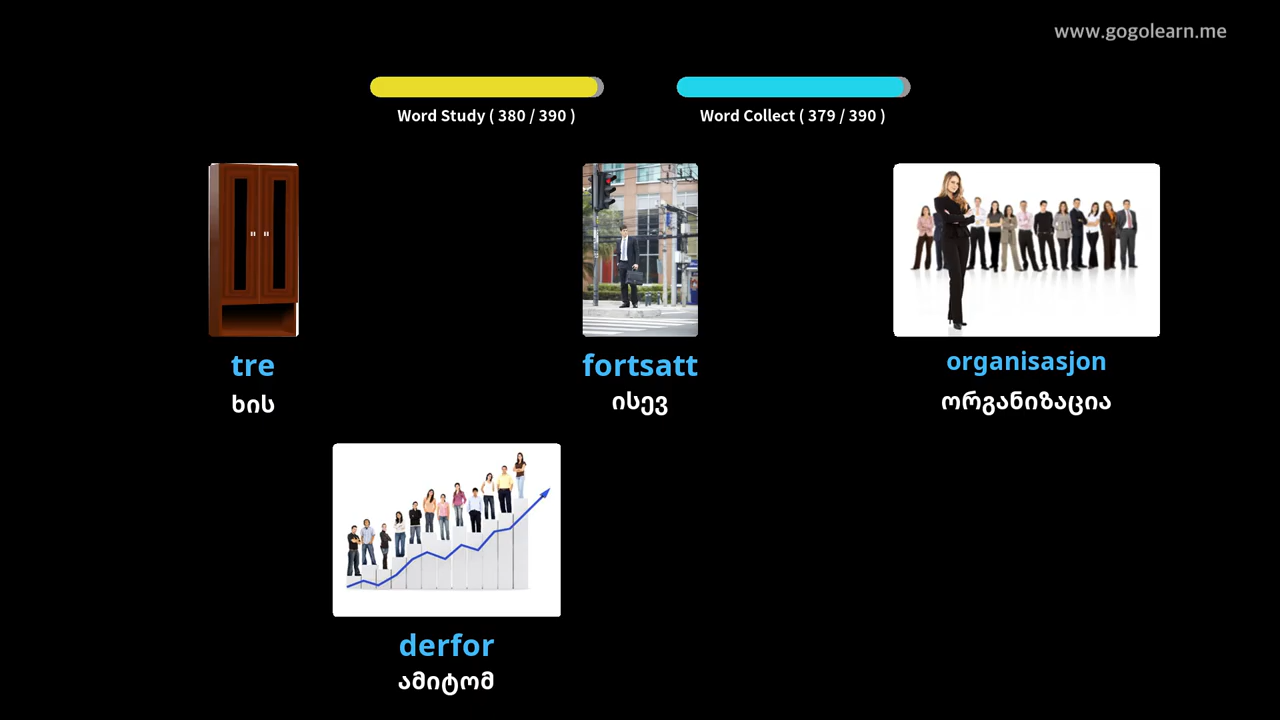 www.gogolearn.me
Word Study ( 380 / 390 )
Word Collect ( 379 / 390 )
tre
ხის
fortsatt
ისევ
organisasjon
ორგანიზაცია
derfor
ამიტომ